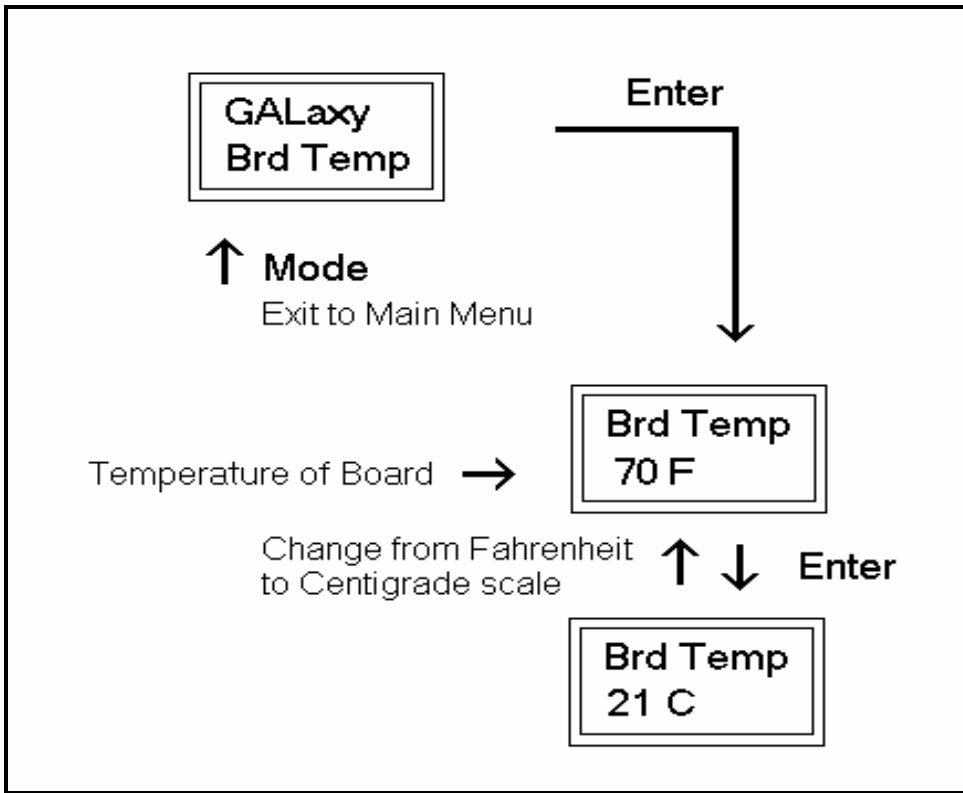 GALaxy
Brd Temp
Enter
Mode
Exit to Main Menu
Brd Temp
70 F
Temperature of Board
Change from Fahrenheit
to Centigrade scale
Enter
Brd Temp
21 C